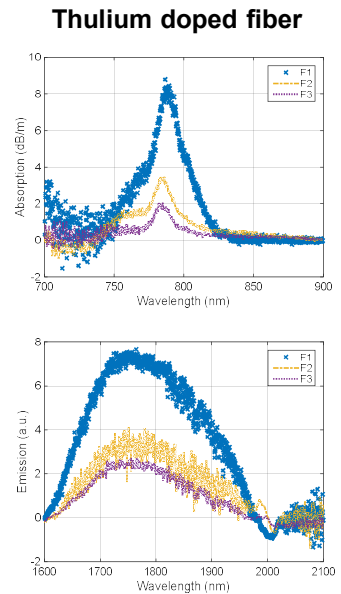 Thulium doped fiber
10
8
6
4
2
0
-2
Absorption (dB/m)
F1
F2
F3
700 750 800 850 900
Wavelength (nm)
8
6
4
2
0
-2
Emission (a.u.)
F1
F2
F3
1600 1700 1800 1900 2000 2100
Wavelength (nm)